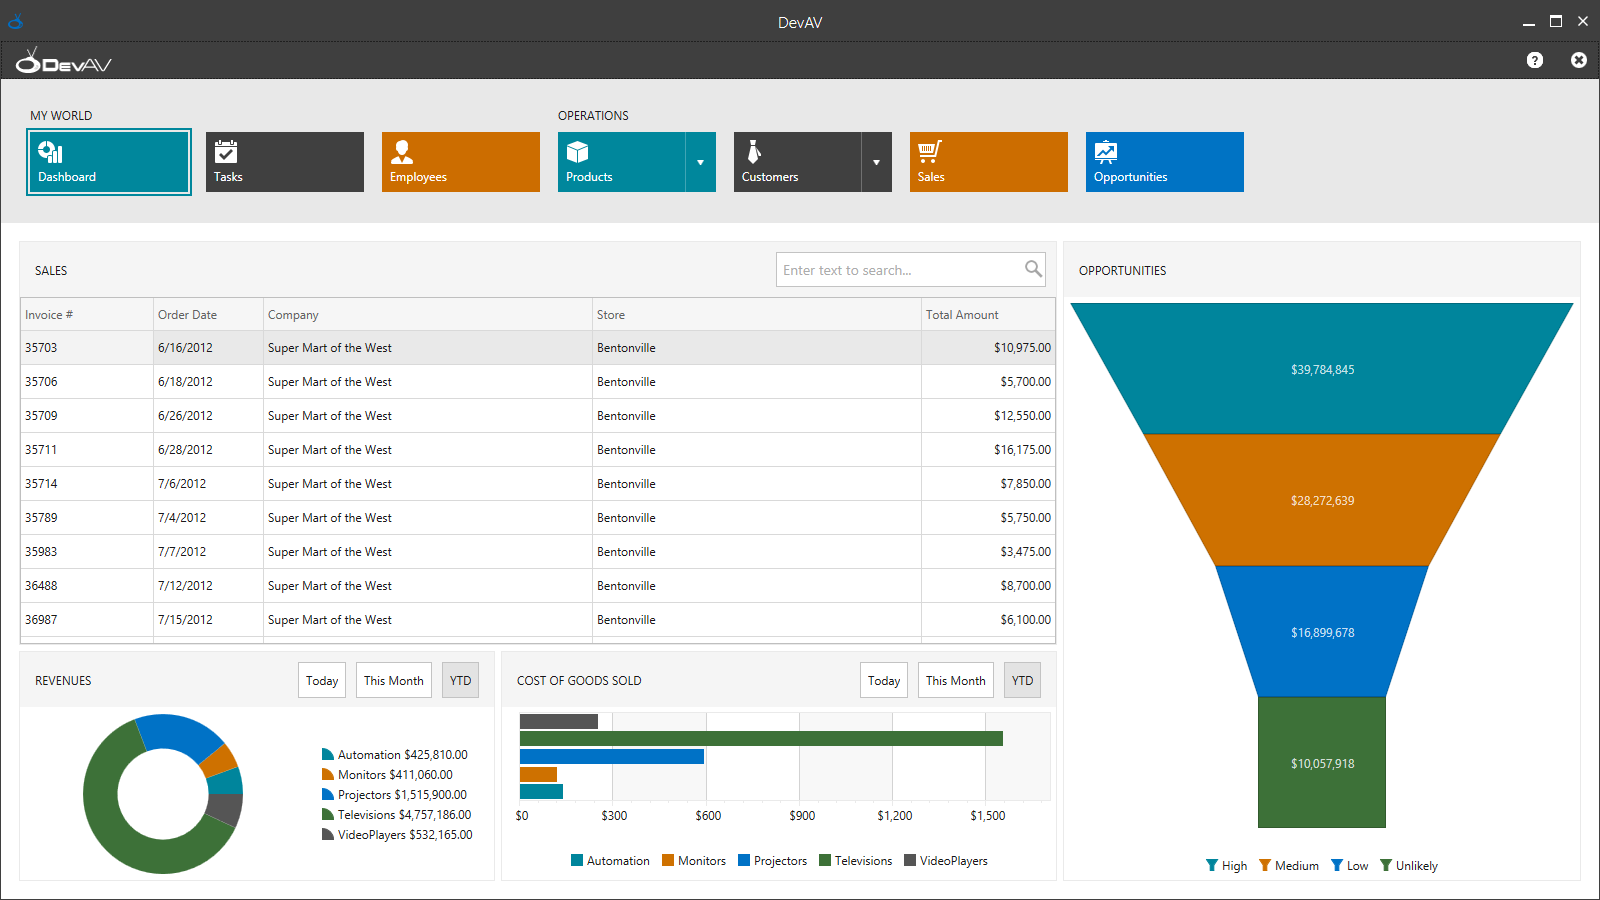 DevAV
DevAV
MY WORLD
OPERATIONS
Dashboard
Tasks
Employees
Products
Customers
Sales
Opportunities
SALES
Enter text to search...
Invoice # Order Date Company Store Total Amount
35703 6/16/2012 Super Mart of the West Bentonville $10,975.00
35706 6/18/2012 Super Mart of the West Bentonville $5,700.00
35709 6/26/2012 Super Mart of the West Bentonville $12,550.00
35711 6/28/2012 Super Mart of the West Bentonville $16,175.00
35714 7/6/2012 Super Mart of the West Bentonville $7,850.00
35789 7/4/2012 Super Mart of the West Bentonville $5,750.00
35983 7/7/2012 Super Mart of the West Bentonville $3,475.00
36488 7/12/2012 Super Mart of the West Bentonville $8,700.00
36987 7/15/2012 Super Mart of the West Bentonville $6,100.00
OPPORTUNITIES
$39,784,845
$28,272,639
$16,899,678
$10,057,918
High Medium Low Unlikely
REVENUES
Today This Month YTD
Automation $425,810.00
Monitors $411,060.00
Projectors $1,515,900.00
Televisions $4,757,186.00
VideoPlayers $532,165.00
COST OF GOODS SOLD
Today This Month YTD
$0 $300 $600 $900 $1,200 $1,500
Automation Monitors Projectors Televisions VideoPlayers